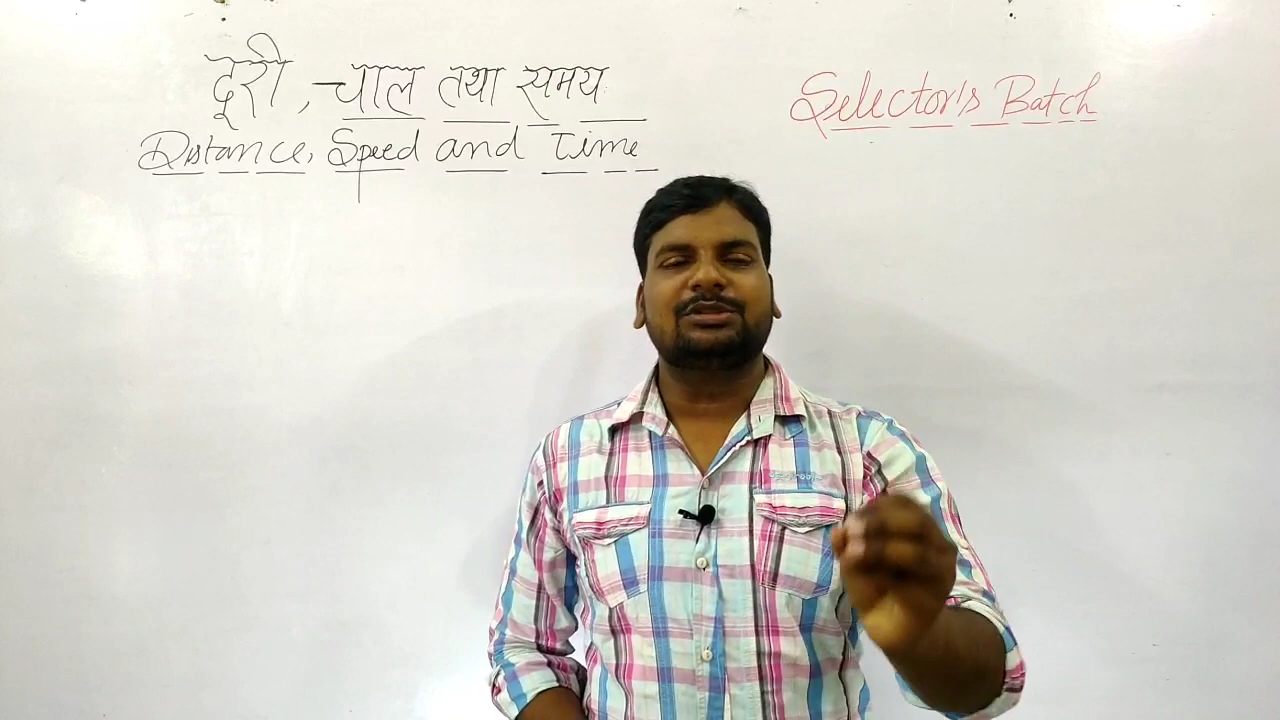 दूरी, चाल तथा समय
Distance, Speed and Time
Selector's Batch